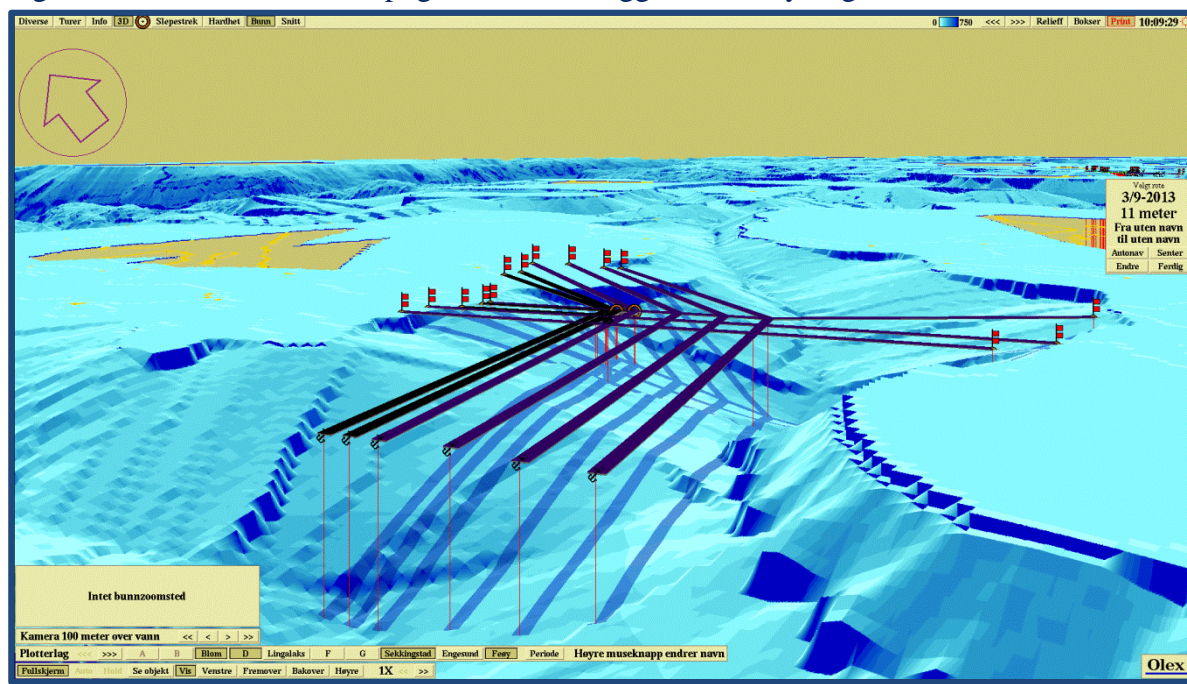 Diverse Turer Info 3D Slepestrek Hardhet Bunn Snitt
0 750 <<< >>> Relieff Bokser Print 10:09:29
Velgt rute
3/9-2013
11 meter
Fra uten navn
til uten navn
Autonav Senter
Endre Ferdig
Intet bunnzoomsted
Kamera 100 meter over vann << < > >>
Plotterlag <<< >>> A B Blom D Lingalaks F G Sekkingstad Engesund Feøy Periode Høyre museknapp endrer navn
Fullskjerm Auto Hold Se objekt Vis Venstre Fremover Bakover Høyre 1X << >>
Olex